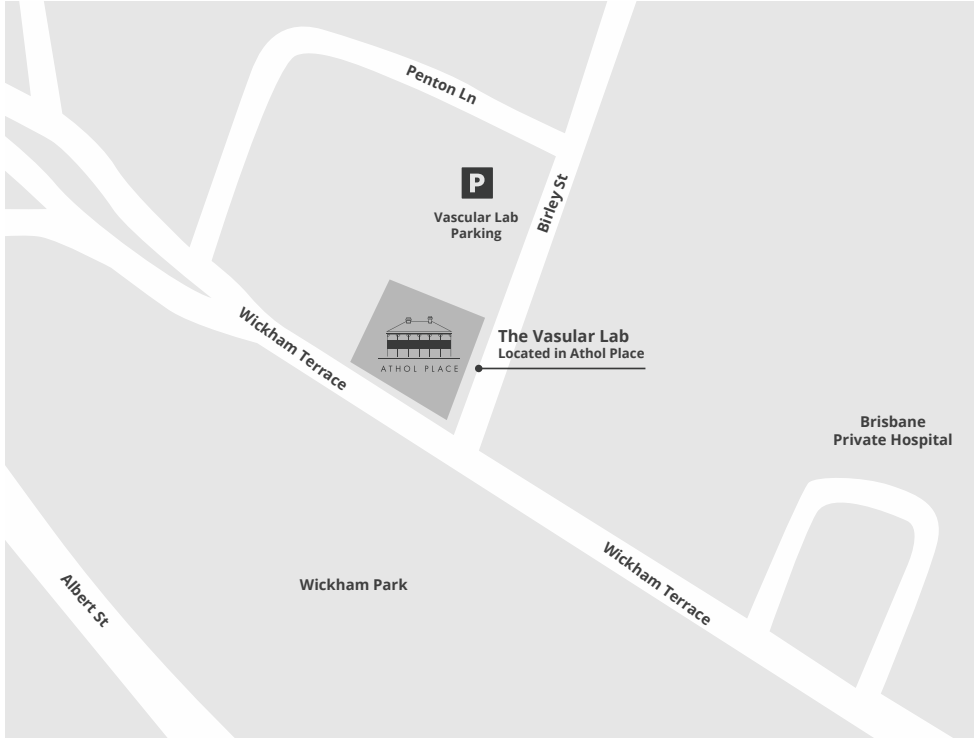 Penton Ln
P
Birley St
Vascular Lab
Parking
Wickham Terrace
The Vasular Lab
Located in Athol Place
ATHOL PLACE
Brisbane
Private Hospital
Wickham Terrace
Wickham Park
Albert St